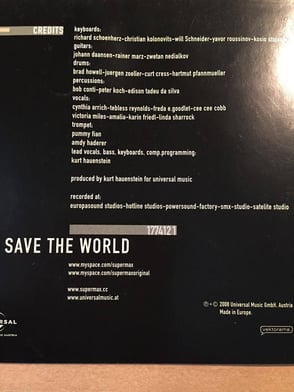 CREDITS
keyboards:
richard schoenherz-christian kolonovits-will Schneider-yavor roussinov-kosio
guitars:
johann daansen-rainer marz-zwetan nedialkov
drums:
brad howell-joergen zoeller-curt cress-hartmut pfannmueller
percussions:
bob conti-peter koch-edison tadeu da silva
vocals:
cynthia arrich-tebless reynolds-freda e.goodlet-cee cee cobb
victoria miles-amalia-karin friedl-linda sharrock
trompet:
pummy fian
andy haderer
lead vocals, bass, keyboards, comp.programming:
kurt hauenstein
produced by kurt hauenstein for universal music
recorded at:
europasound studios-hotline studios-powersound-factory-smx-studio-satelite studio
1774121
SAVE THE WORLD
www.myspace.com/supermax
www.myspace.com/supermaxoriginal
www.supermax.cc
www.universalmusic.at
℗ + © 2008 Universal Music GmbH, Austria
Made in Europe.
vektorama